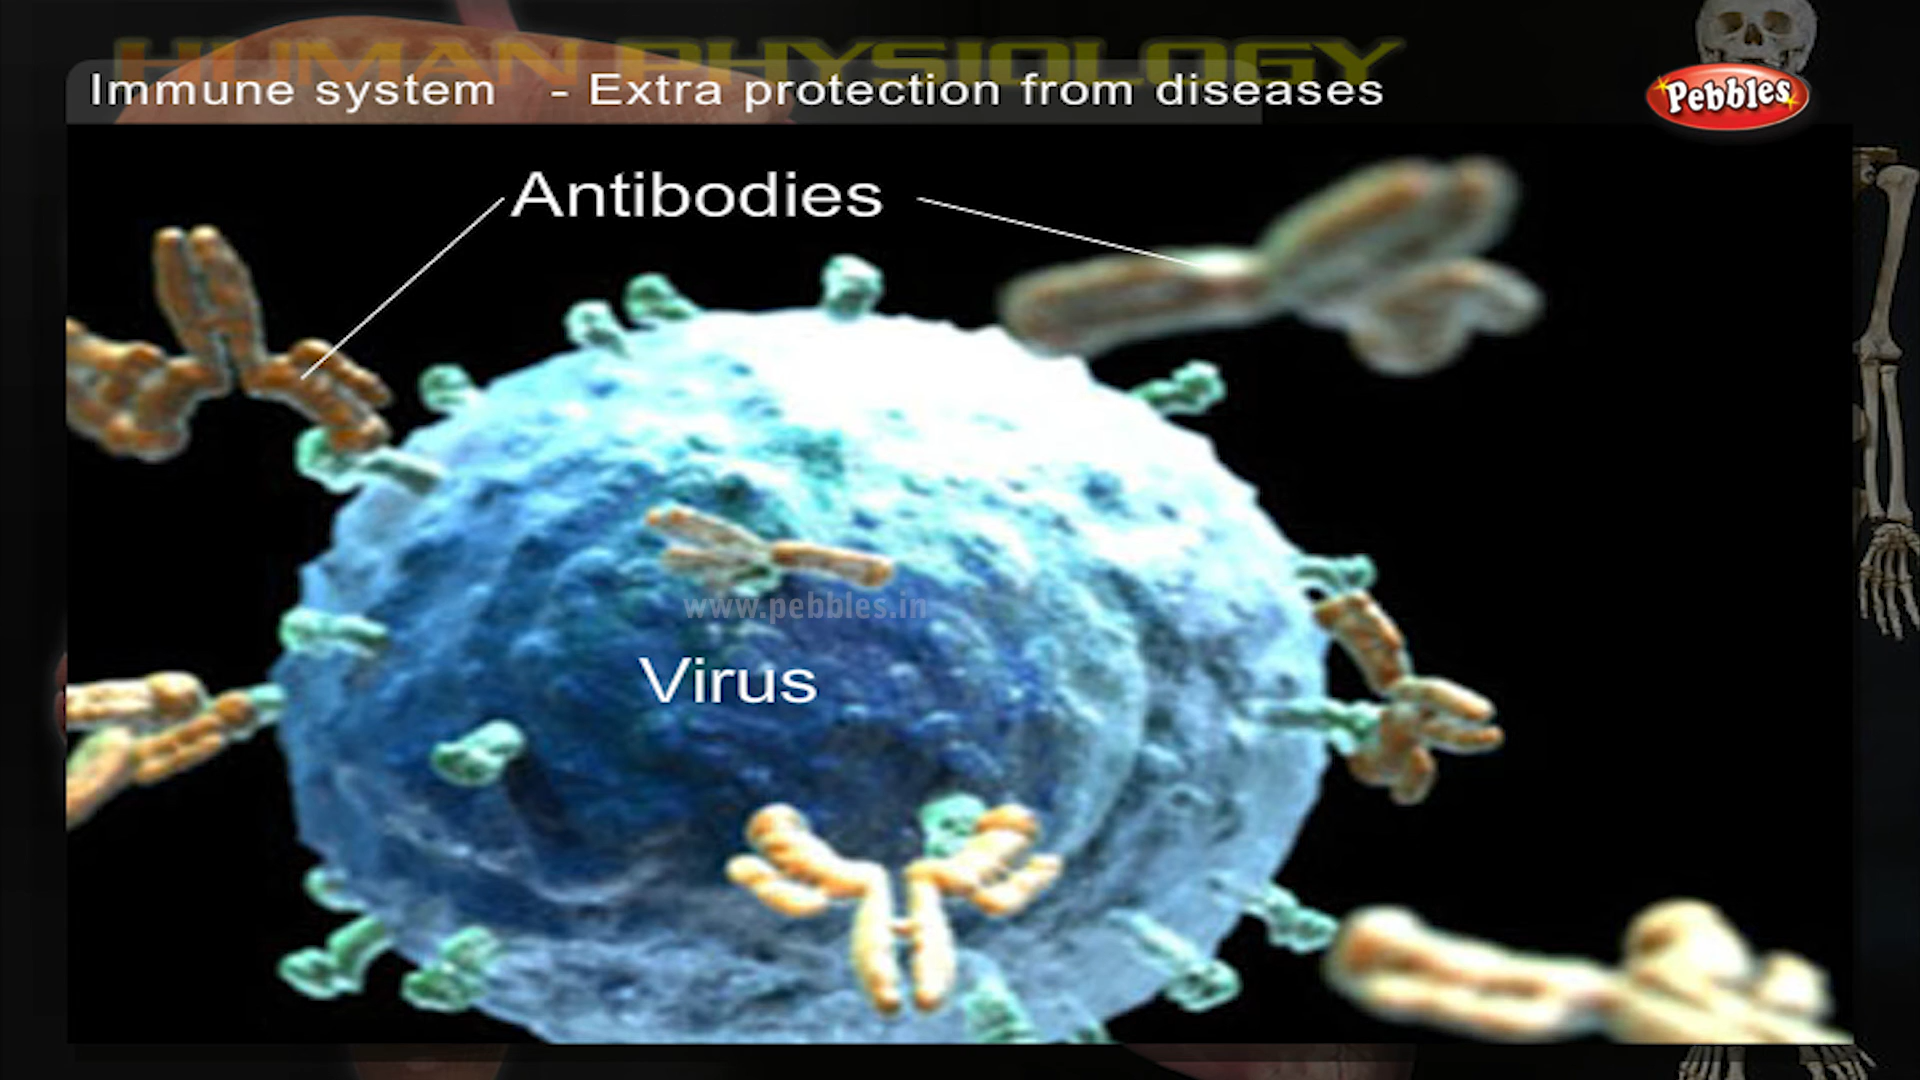 HUMAN PHYSIOLOGY
Immune system - Extra protection from diseases
Pebbles
Antibodies
www.pebbles.in
Virus